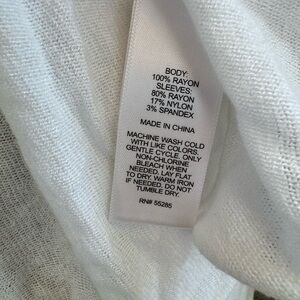 BODY:
100% RAYON
SLEEVES:
80% RAYON
17% NYLON
3% SPANDEX
MADE IN CHINA
MACHINE WASH COLD
WITH LIKE COLORS.
GENTLE CYCLE. ONLY
NON-CHLORINE
BLEACH WHEN
NEEDED. LAY FLAT
TO DRY. WARM IRON
IF NEEDED. DO NOT
TUMBLE DRY.
RN# 55285